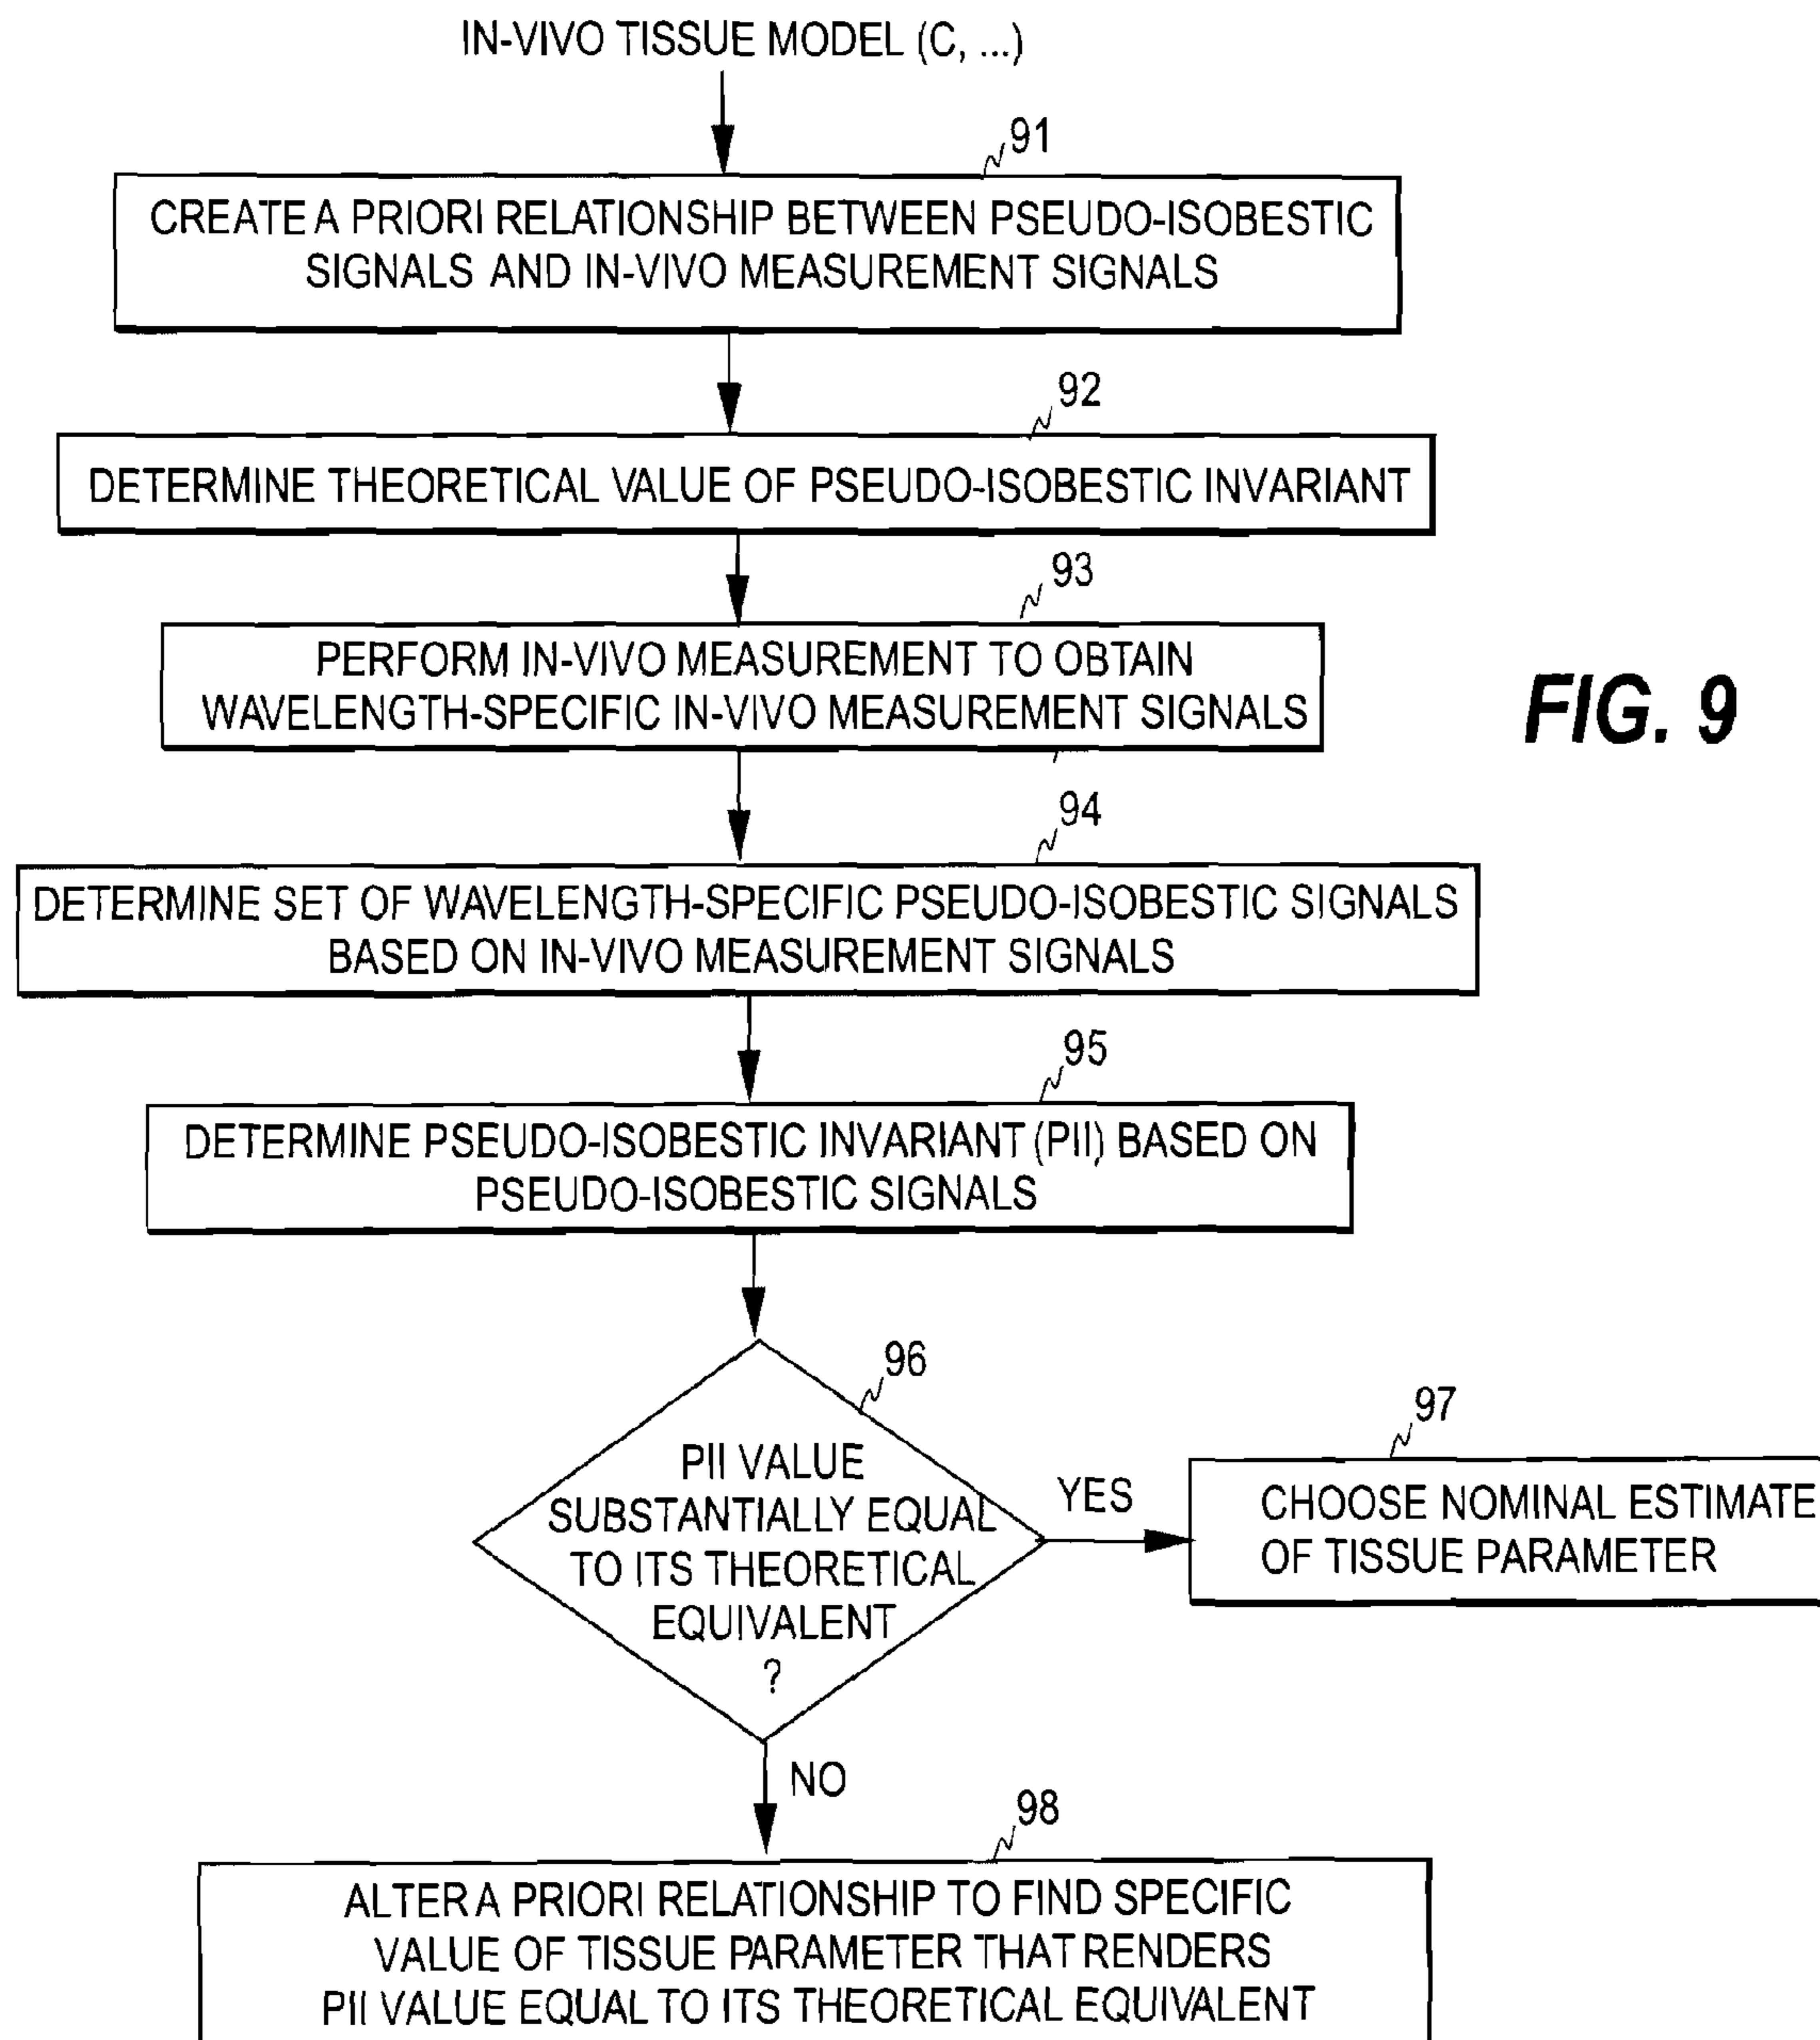 IN-VIVO TISSUE MODEL (C, ...)
91
CREATE A PRIORI RELATIONSHIP BETWEEN PSEUDO-ISOBESTIC
SIGNALS AND IN-VIVO MEASUREMENT SIGNALS
92
DETERMINE THEORETICAL VALUE OF PSEUDO-ISOBESTIC INVARIANT
93
PERFORM IN-VIVO MEASUREMENT TO OBTAIN
WAVELENGTH-SPECIFIC IN-VIVO MEASUREMENT SIGNALS
FIG. 9
94
DETERMINE SET OF WAVELENGTH-SPECIFIC PSEUDO-ISOBESTIC SIGNALS
BASED ON IN-VIVO MEASUREMENT SIGNALS
95
DETERMINE PSEUDO-ISOBESTIC INVARIANT (PII) BASED ON
PSEUDO-ISOBESTIC SIGNALS
96
PII VALUE
SUBSTANTIALLY EQUAL
TO ITS THEORETICAL
EQUIVALENT
?
YES
97
CHOOSE NOMINAL ESTIMATE
OF TISSUE PARAMETER
NO
98
ALTER A PRIORI RELATIONSHIP TO FIND SPECIFIC
VALUE OF TISSUE PARAMETER THAT RENDERS
PII VALUE EQUAL TO ITS THEORETICAL EQUIVALENT